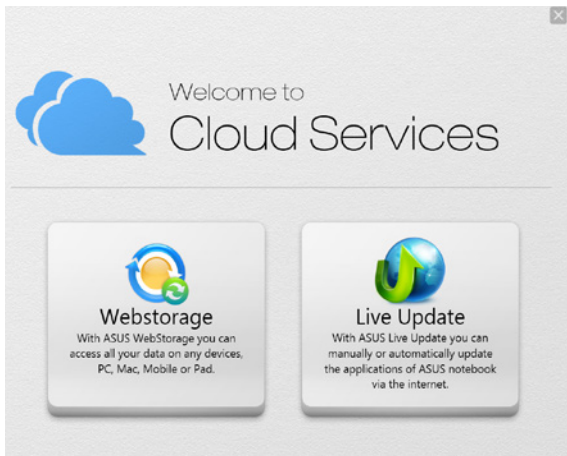 Welcome to
Cloud Services
Webstorage
With ASUS WebStorage you can
access all your data on any devices,
PC, Mac, Mobile or Pad.
Live Update
With ASUS Live Update you can
manually or automatically update
the applications of ASUS notebook
via the internet.